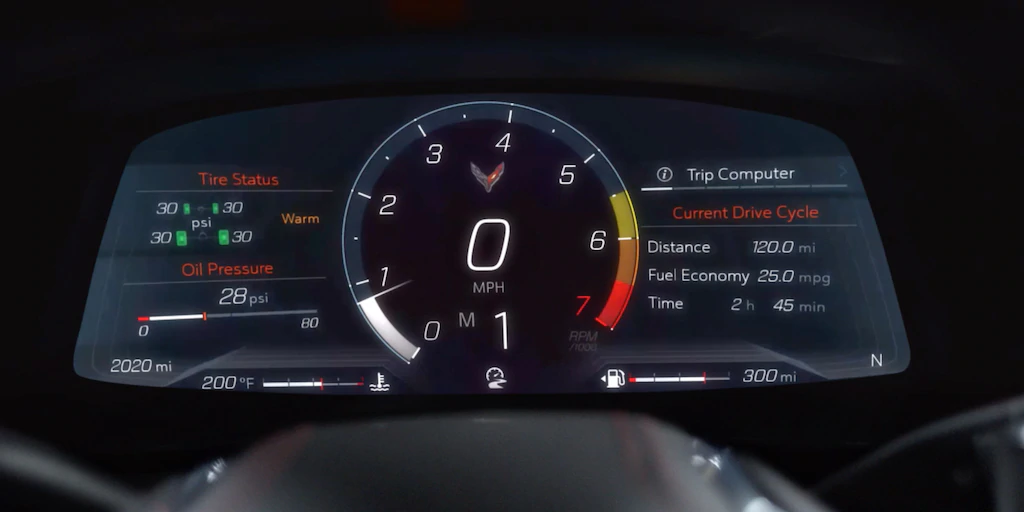 Tire Status
30 30
psi
30 30
Warm
Oil Pressure
28 psi
0 80
2020 mi
200 °F
0
1
2
3
4
5
6
7
RPM
/1000
0
MPH
M 1
Trip Computer
Current Drive Cycle
Distance 120.0 mi
Fuel Economy 25.0 mpg
Time 2 h 45 min
N
300 mi